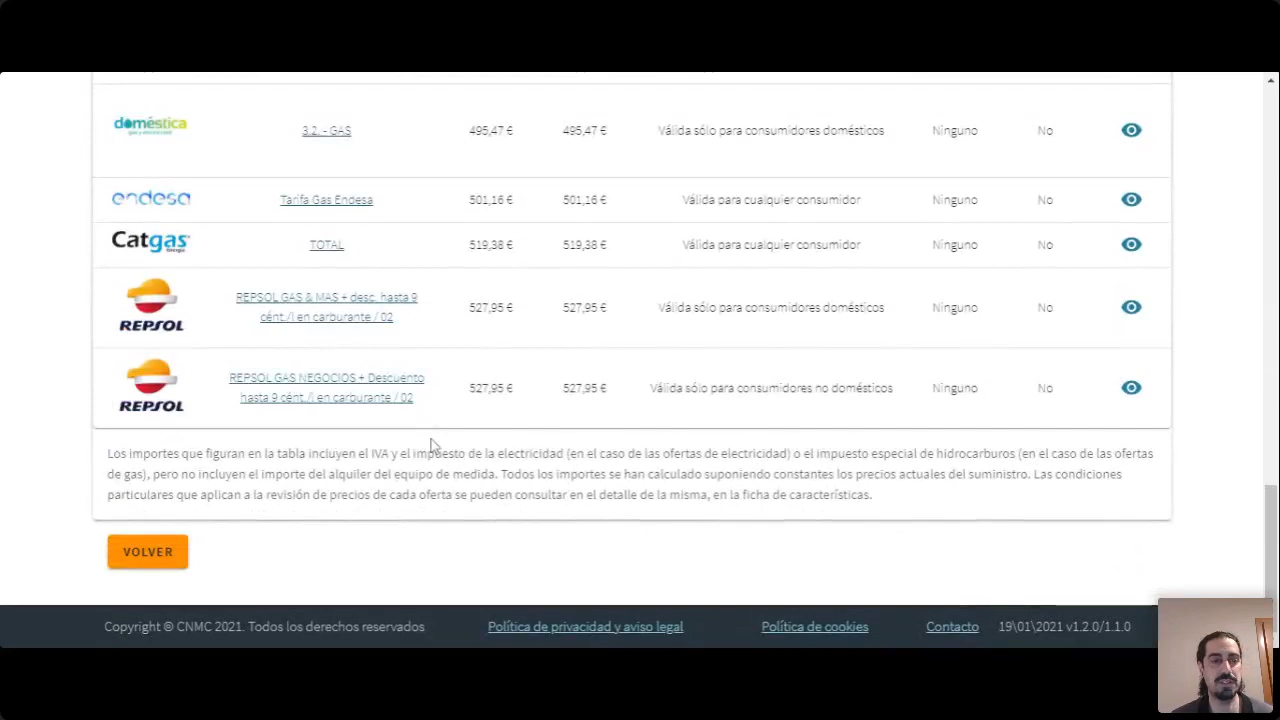 doméstica
gas y electricidad
3.2. - GAS
495,47 €
495,47 €
Válida sólo para consumidores domésticos
Ninguno
No
endesa
Tarifa Gas Endesa
501,16 €
501,16 €
Válida para cualquier consumidor
Ninguno
No
Catgas
TOTAL
519,38 €
519,38 €
Válida para cualquier consumidor
Ninguno
No
REPSOL
REPSOL GAS & MAS + desc. hasta 9
cént./l en carburante / 02
527,95 €
527,95 €
Válida sólo para consumidores domésticos
Ninguno
No
REPSOL
REPSOL GAS NEGOCIOS + Descuento
hasta 9 cént./l en carburante / 02
527,95 €
527,95 €
Válida sólo para consumidores no domésticos
Ninguno
No
Los importes que figuran en la tabla incluyen el IVA y el impuesto de la electricidad (en el caso de las ofertas de electricidad) o el impuesto especial de hidrocarburos (en el caso de las ofertas
de gas), pero no incluyen el importe del alquiler del equipo de medida. Todos los importes se han calculado suponiendo constantes los precios actuales del suministro. Las condiciones
particulares que aplican a la revisión de precios de cada oferta se pueden consultar en el detalle de la misma, en la ficha de características.
VOLVER
Copyright © CNMC 2021. Todos los derechos reservados
Política de privacidad y aviso legal
Política de cookies
Contacto
19\01\2021 v1.2.0/1.1.0